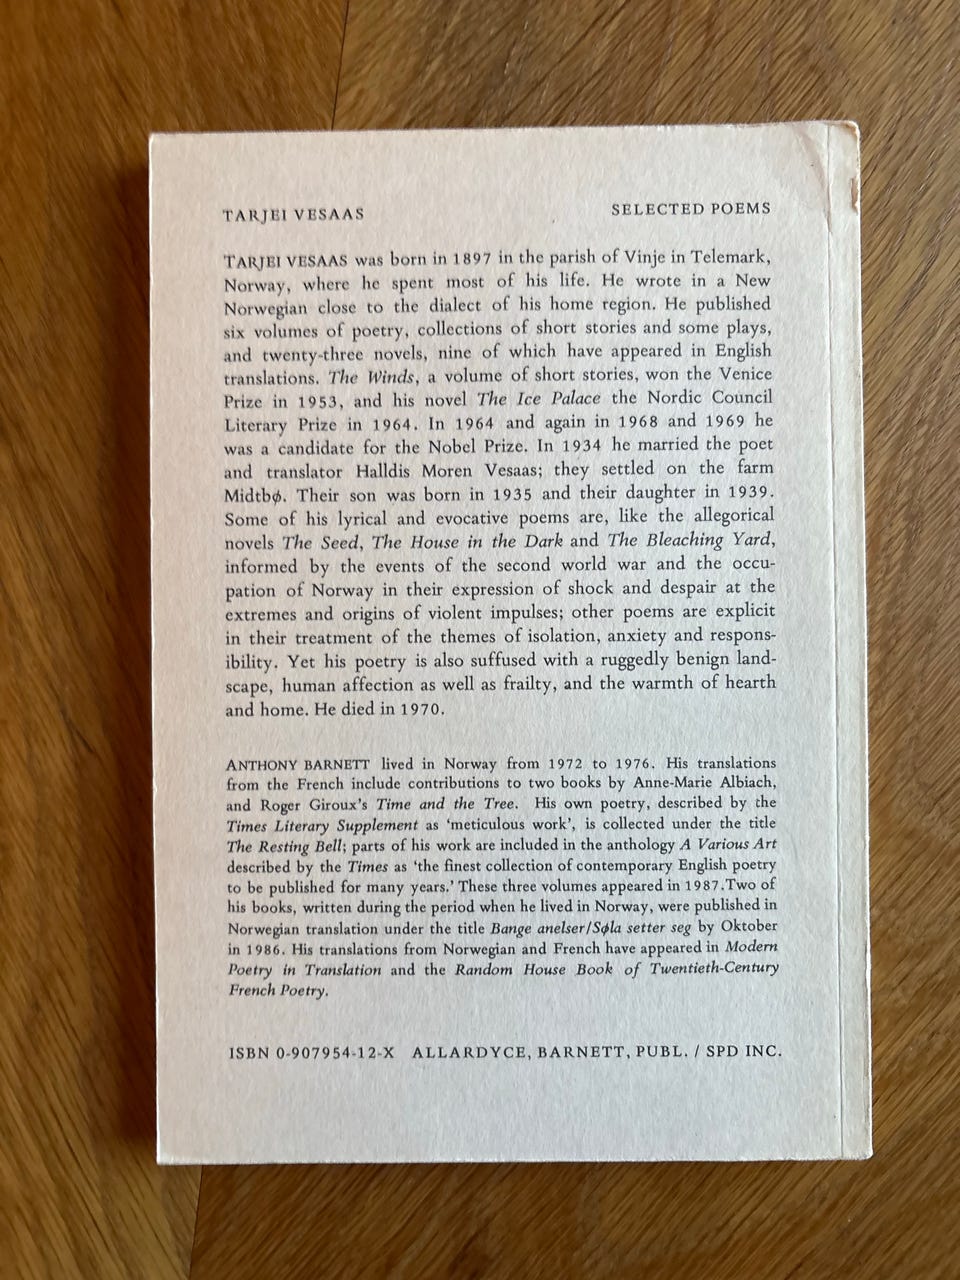 TARJEI VESAAS SELECTED POEMS
TARJEI VESAAS was born in 1897 in the parish of Vinje in Telemark,
Norway, where he spent most of his life. He wrote in a New
Norwegian close to the dialect of his home region. He published
six volumes of poetry, collections of short stories and some plays,
and twenty-three novels, nine of which have appeared in English
translations. The Winds, a volume of short stories, won the Venice
Prize in 1953, and his novel The Ice Palace the Nordic Council
Literary Prize in 1964. In 1964 and again in 1968 and 1969 he
was a candidate for the Nobel Prize. In 1934 he married the poet
and translator Halldis Moren Vesaas; they settled on the farm
Midtbø. Their son was born in 1935 and their daughter in 1939.
Some of his lyrical and evocative poems are, like the allegorical
novels The Seed, The House in the Dark and The Bleaching Yard,
informed by the events of the second world war and the occu-
pation of Norway in their expression of shock and despair at the
extremes and origins of violent impulses; other poems are explicit
in their treatment of the themes of isolation, anxiety and respons-
ibility. Yet his poetry is also suffused with a ruggedly benign land-
scape, human affection as well as frailty, and the warmth of hearth
and home. He died in 1970.
ANTHONY BARNETT lived in Norway from 1972 to 1976. His translations
from the French include contributions to two books by Anne-Marie Albiach,
and Roger Giroux's Time and the Tree. His own poetry, described by the
Times Literary Supplement as 'meticulous work', is collected under the title
The Resting Bell; parts of his work are included in the anthology A Various Art
described by the Times as 'the finest collection of contemporary English poetry
to be published for many years.' These three volumes appeared in 1987.Two of
his books, written during the period when he lived in Norway, were published in
Norwegian translation under the title Bange anelser/Søla setter seg by Oktober
in 1986. His translations from Norwegian and French have appeared in Modern
Poetry in Translation and the Random House Book of Twentieth-Century
French Poetry.
ISBN 0-907954-12-X ALLARDYCE, BARNETT, PUBL. / SPD INC.